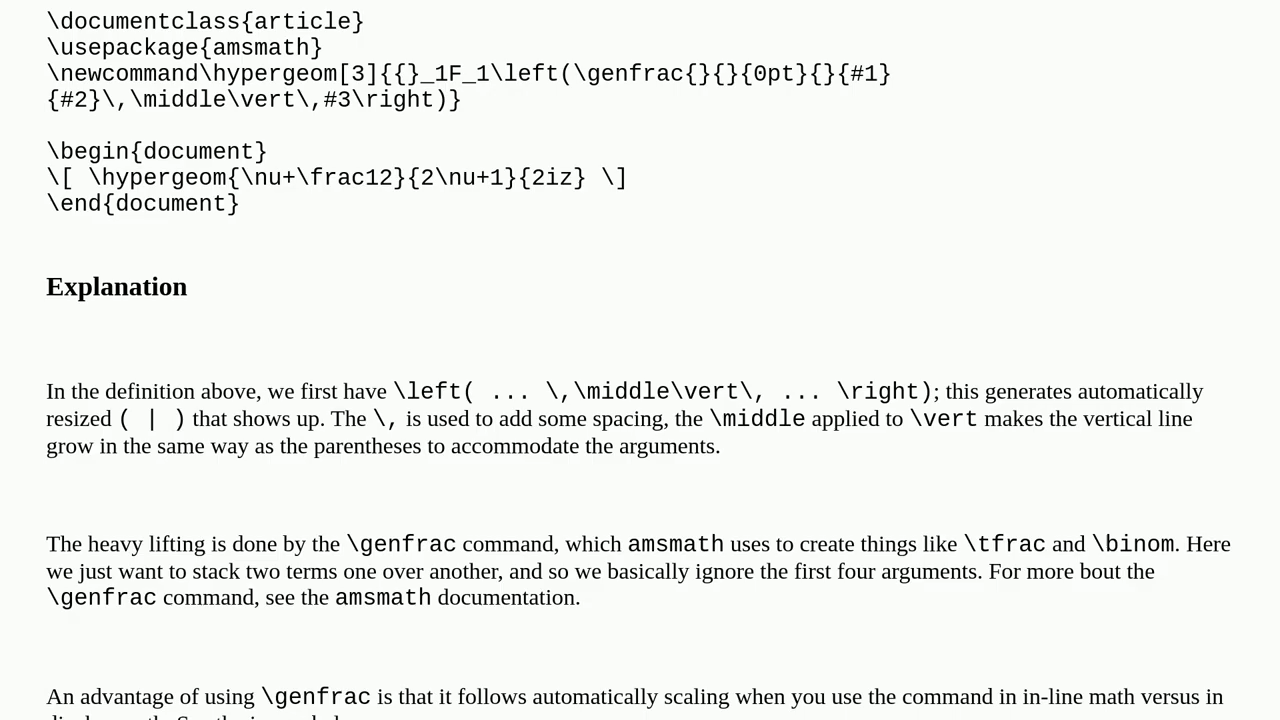 \documentclass{article}
\usepackage{amsmath}
\newcommand\hypergeom[3]{{}_1F_1\left(\genfrac{}{}{0pt}{}{#1}
{#2}\,\middle\vert\,#3\right)}
\begin{document}
\[ \hypergeom{\nu+\frac12}{2\nu+1}{2iz} \]
\end{document}
Explanation
In the definition above, we first have \left( ... \,\middle\vert\, ... \right); this generates automatically
resized ( | ) that shows up. The \, is used to add some spacing, the \middle applied to \vert makes the vertical line
grow in the same way as the parentheses to accommodate the arguments.
The heavy lifting is done by the \genfrac command, which amsmath uses to create things like \tfrac and \binom. Here
we just want to stack two terms one over another, and so we basically ignore the first four arguments. For more bout the
\genfrac command, see the amsmath documentation.
An advantage of using \genfrac is that it follows automatically scaling when you use the command in in-line math versus in